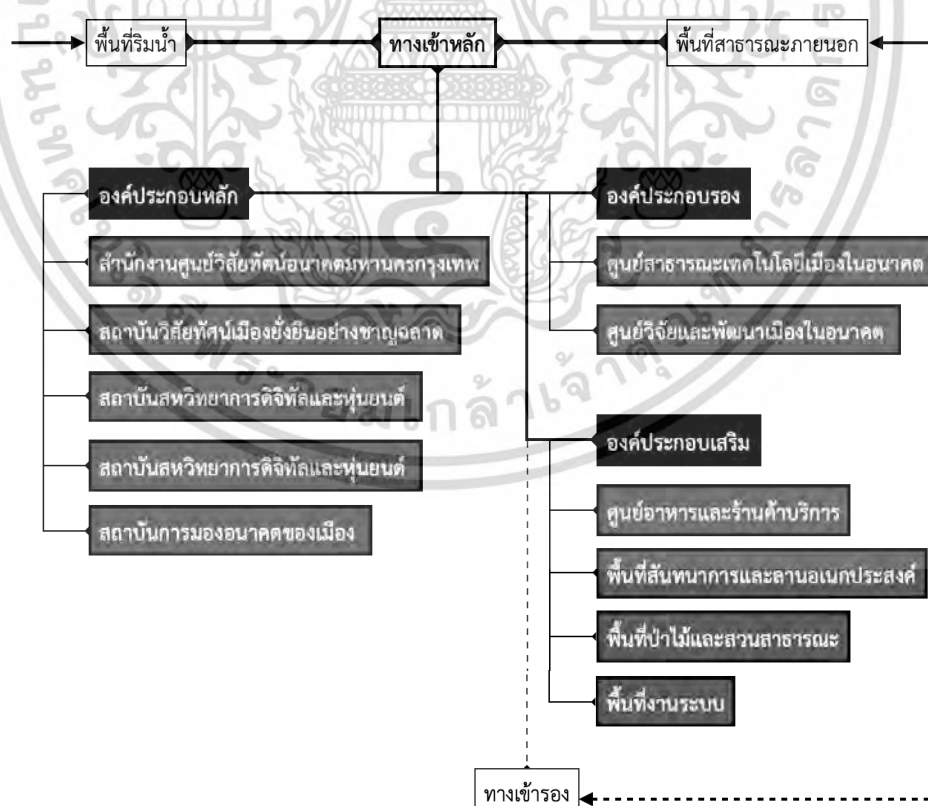 พื้นที่ริมน้ำ
ทางเข้าหลัก
พื้นที่สาธารณะภายนอก
องค์ประกอบหลัก
สำนักงานศูนย์วิสัยทัศน์อนาคตมหานครกรุงเทพ
สถาบันวิสัยทัศน์เมืองยั่งยืนอย่างชาญฉลาด
สถาบันสหวิทยาการดิจิทัลและหุ่นยนต์
สถาบันสหวิทยาการดิจิทัลและหุ่นยนต์
สถาบันการมองอนาคตของเมือง
องค์ประกอบรอง
ศูนย์สาธารณะเทคโนโลยีเมืองในอนาคต
ศูนย์วิจัยและพัฒนาเมืองในอนาคต
องค์ประกอบเสริม
ศูนย์อาหารและร้านค้าบริการ
พื้นที่สันทนาการและลานอเนกประสงค์
พื้นที่ป่าไม้และสวนสาธารณะ
พื้นที่งานระบบ
ทางเข้ารอง